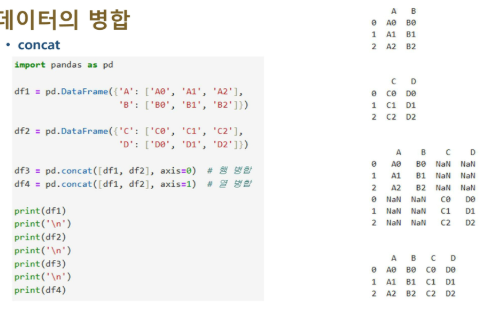 데이터의 병합
• concat
import pandas as pd
df1 = pd.DataFrame({'A': ['A0', 'A1', 'A2'],
'B': ['B0', 'B1', 'B2']})
df2 = pd.DataFrame({'C': ['C0', 'C1', 'C2'],
'D': ['D0', 'D1', 'D2']})
df3 = pd.concat([df1, df2], axis=0) # 행 병합
df4 = pd.concat([df1, df2], axis=1) # 열 병합
print(df1)
print('\n')
print(df2)
print('\n')
print(df3)
print('\n')
print(df4)
A B
0 A0 B0
1 A1 B1
2 A2 B2
C D
0 C0 D0
1 C1 D1
2 C2 D2
A B C D
0 A0 B0 NaN NaN
1 A1 B1 NaN NaN
2 A2 B2 NaN NaN
0 NaN NaN C0 D0
1 NaN NaN C1 D1
2 NaN NaN C2 D2
A B C D
0 A0 B0 C0 D0
1 A1 B1 C1 D1
2 A2 B2 C2 D2